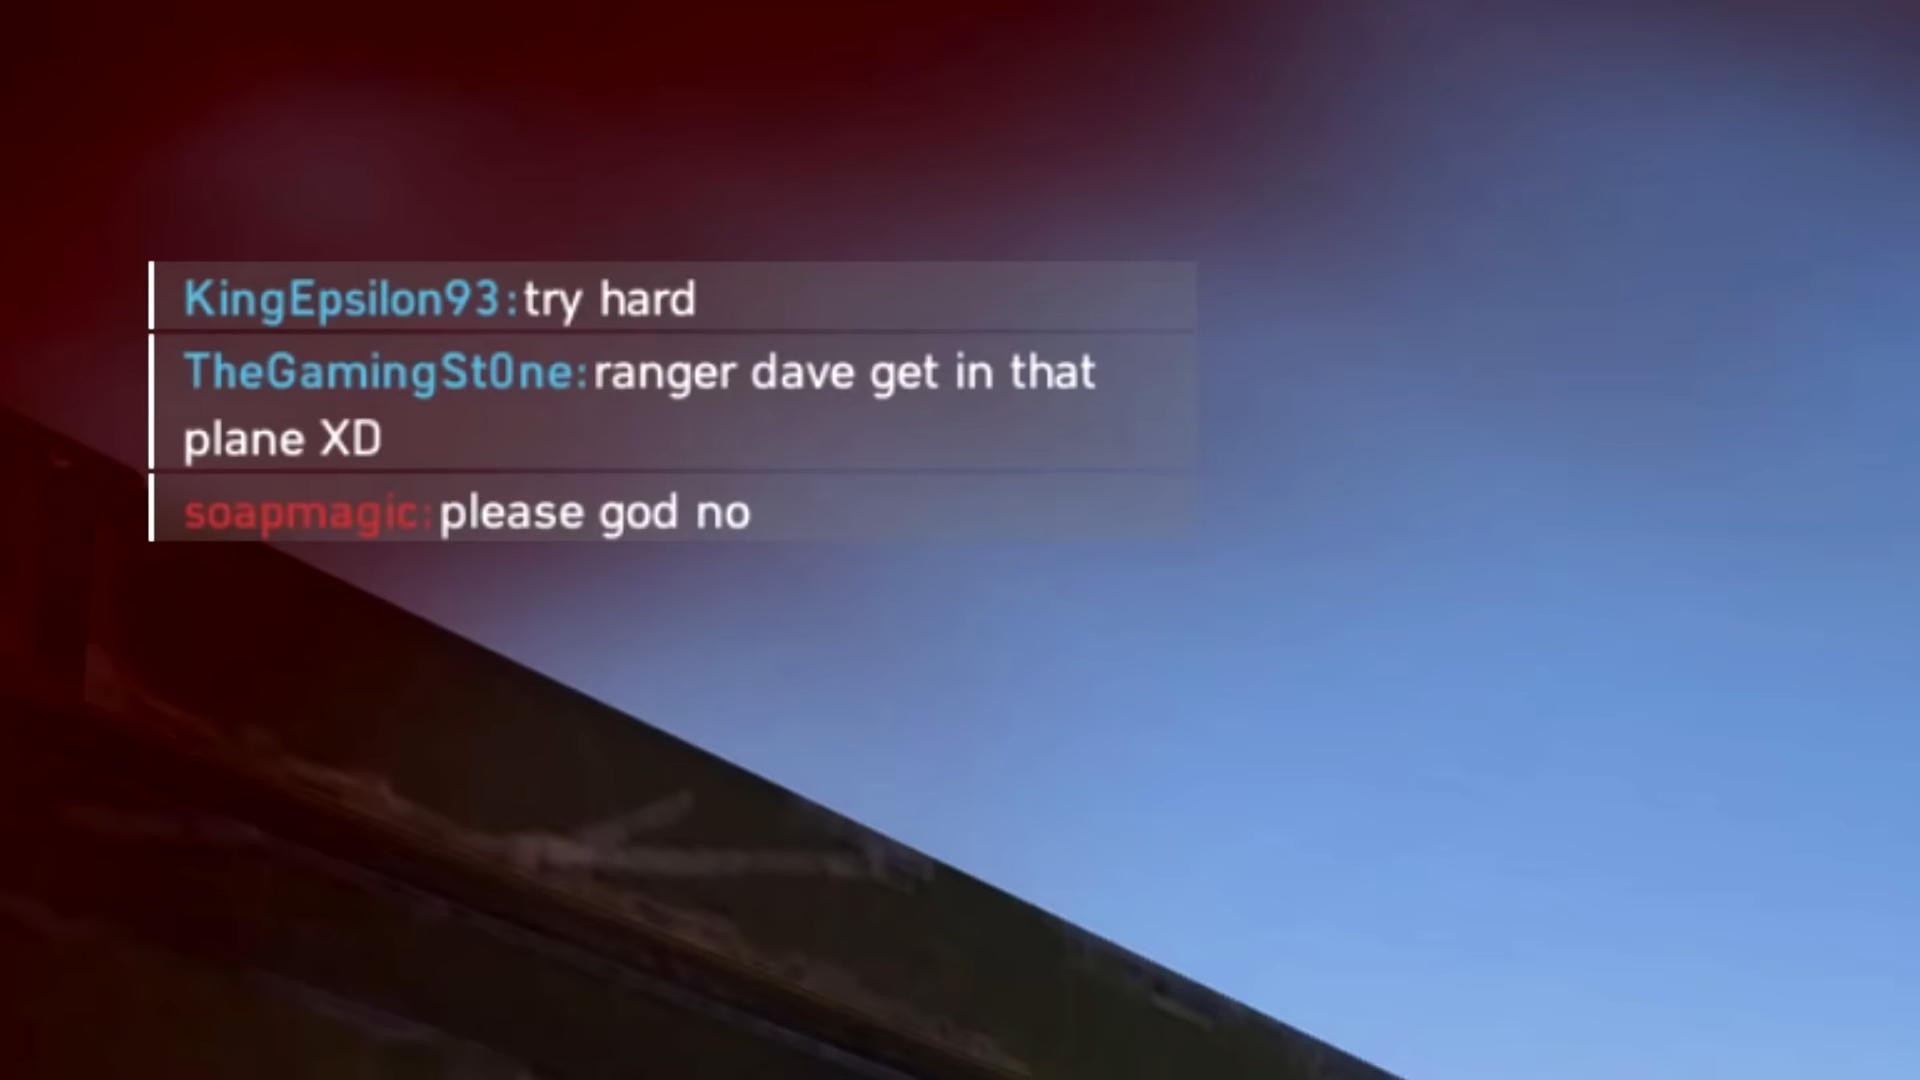 KingEpsilon93:try hard
TheGamingSt0ne:ranger dave get in that
plane XD
soapmagic:please god no